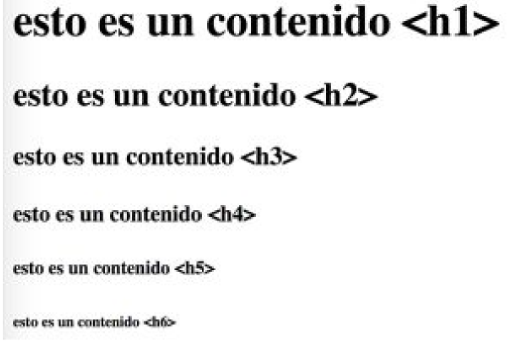 esto es un contenido <h1>
esto es un contenido <h2>
esto es un contenido <h3>
esto es un contenido <h4>
esto es un contenido <h5>
esto es un contenido <h6>